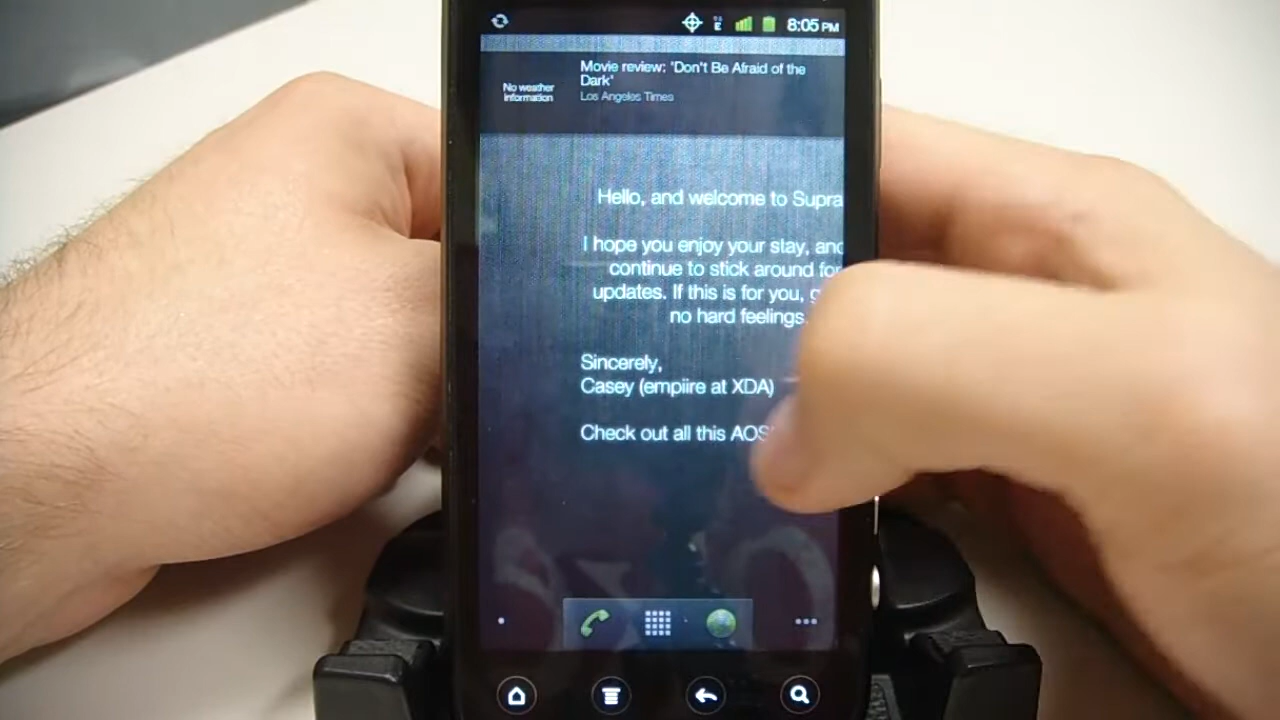 8:05 PM
Movie review: 'Don't Be Afraid of the
Dark'
Los Angeles Times
No weather
information
Hello, and welcome to Supra
I hope you enjoy your stay, and
continue to stick around for
updates. If this is for you,
no hard feelings.
Sincerely,
Casey (empiire at XDA)
Check out all this